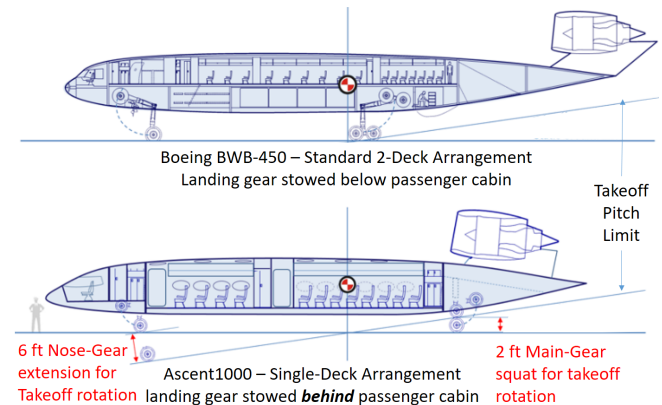 Boeing BWB-450 – Standard 2-Deck Arrangement
Landing gear stowed below passenger cabin
Takeoff
Pitch
Limit
6 ft Nose-Gear
extension for
Takeoff rotation
Ascent1000 – Single-Deck Arrangement
landing gear stowed behind passenger cabin
2 ft Main-Gear
squat for takeoff
rotation